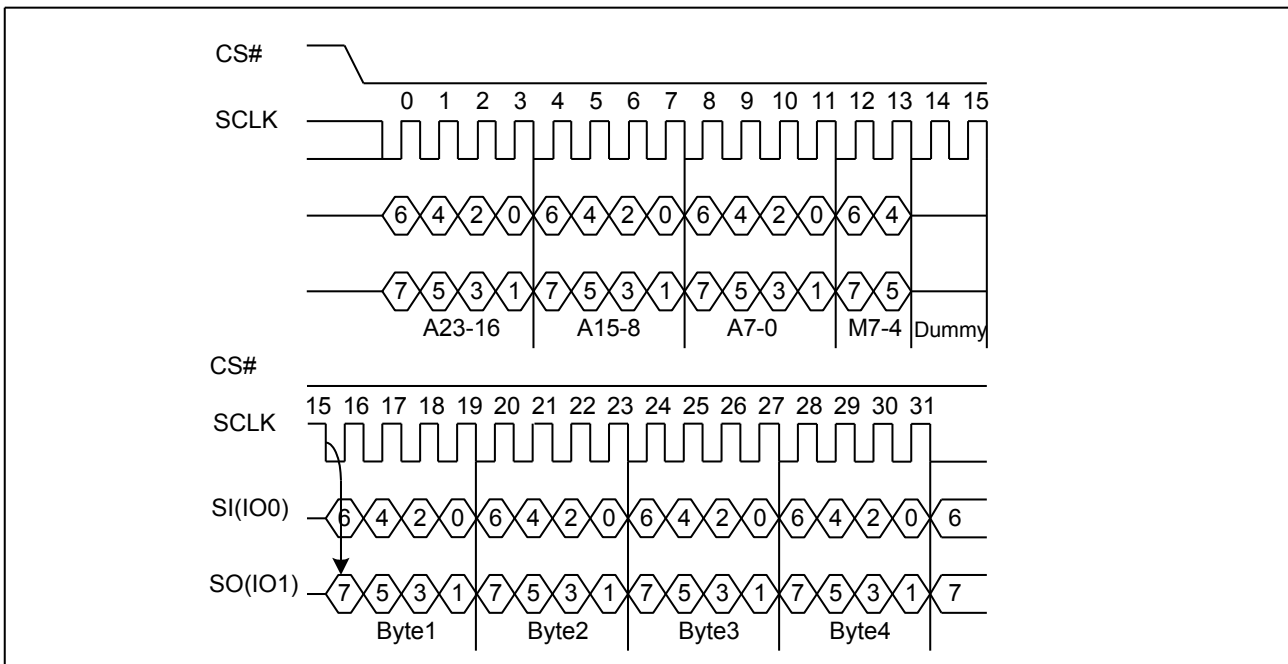 CS#
0 1 2 3 4 5 6 7 8 9 10 11 12 13 14 15
SCLK
6 4 2 0 6 4 2 0 6 4 2 0 6 4
7 5 3 1 7 5 3 1 7 5 3 1 7 5
A23-16 A15-8 A7-0 M7-4 Dummy
CS#
15 16 17 18 19 20 21 22 23 24 25 26 27 28 29 30 31
SCLK
SI(IO0) 6 4 2 0 6 4 2 0 6 4 2 0 6 4 2 0 6
SO(IO1) 7 5 3 1 7 5 3 1 7 5 3 1 7 5 3 1 7
Byte1 Byte2 Byte3 Byte4